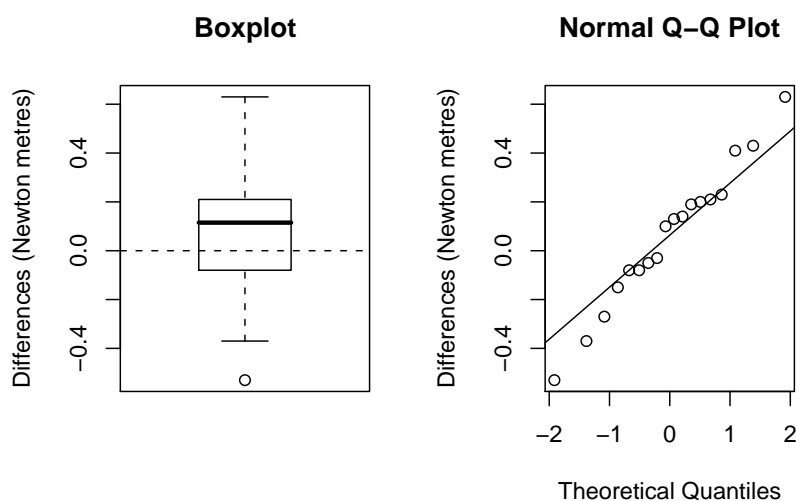 Boxplot
Differences (Newton metres)
0.4
0.0
−0.4
Normal Q−Q Plot
Differences (Newton metres)
0.4
0.0
−0.4
−2 −1 0 1 2
Theoretical Quantiles